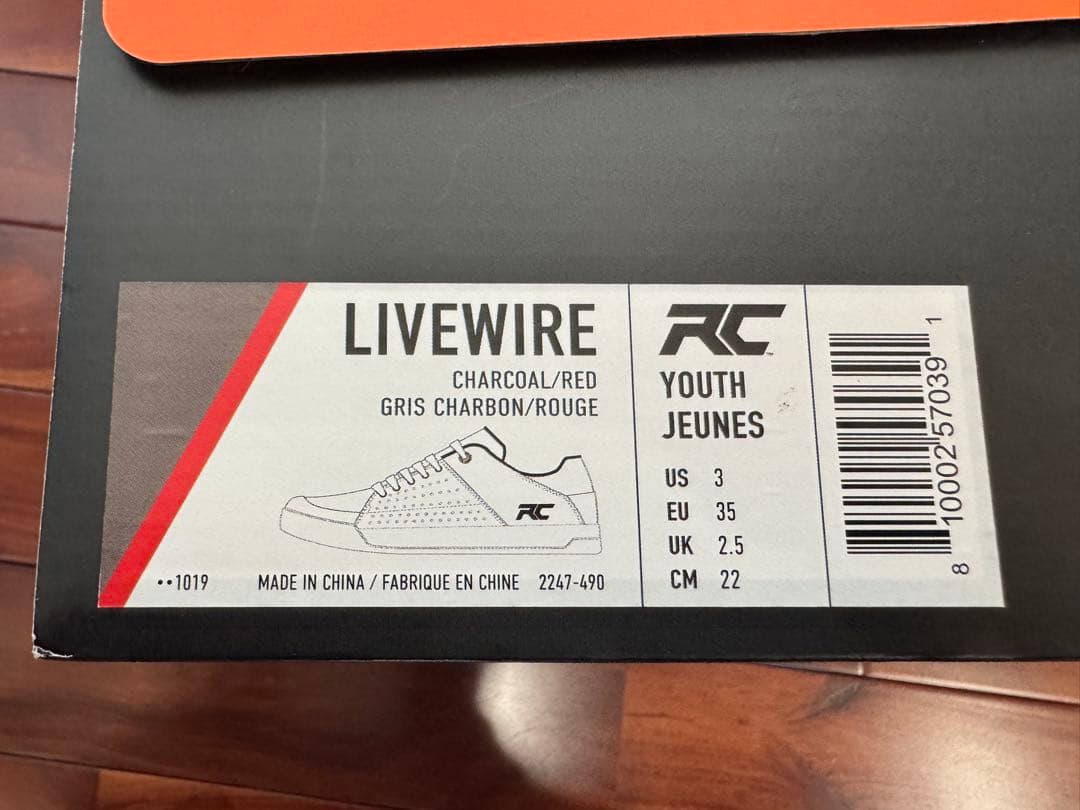 LIVEWIRE
CHARCOAL/RED
GRIS CHARBON/ROUGE
RC
••1019 MADE IN CHINA / FABRIQUE EN CHINE 2247-490
RC™
YOUTH
JEUNES
US 3
EU 35
UK 2.5
CM 22
8 10002 57039 1